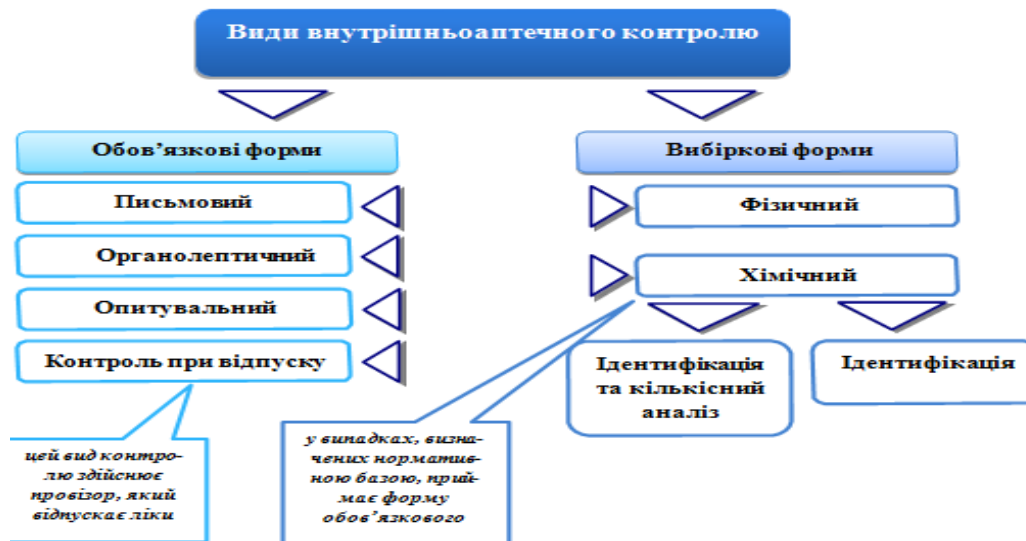 Види внутрішньоаптечного контролю
Обов’язкові форми
Письмовий
Органолептичний
Опитувальний
Контроль при відпуску
цей вид контро-
лю здійснює
провізор, який
відпускає ліки
Вибіркові форми
Фізичний
Хімічний
Ідентифікація
та кількісний
аналіз
Ідентифікація
у випадках, визна-
чених норматив-
ною базою, прий-
має форму
обов’язкового